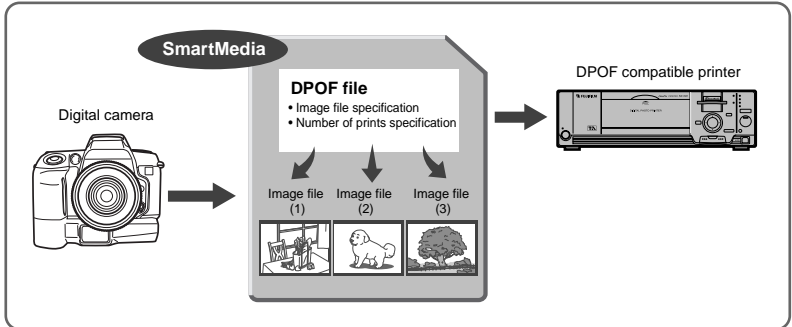 SmartMedia
DPOF file
• Image file specification
• Number of prints specification
Digital camera
DPOF compatible printer
Image file
(1)
Image file
(2)
Image file
(3)
FUJIFILM